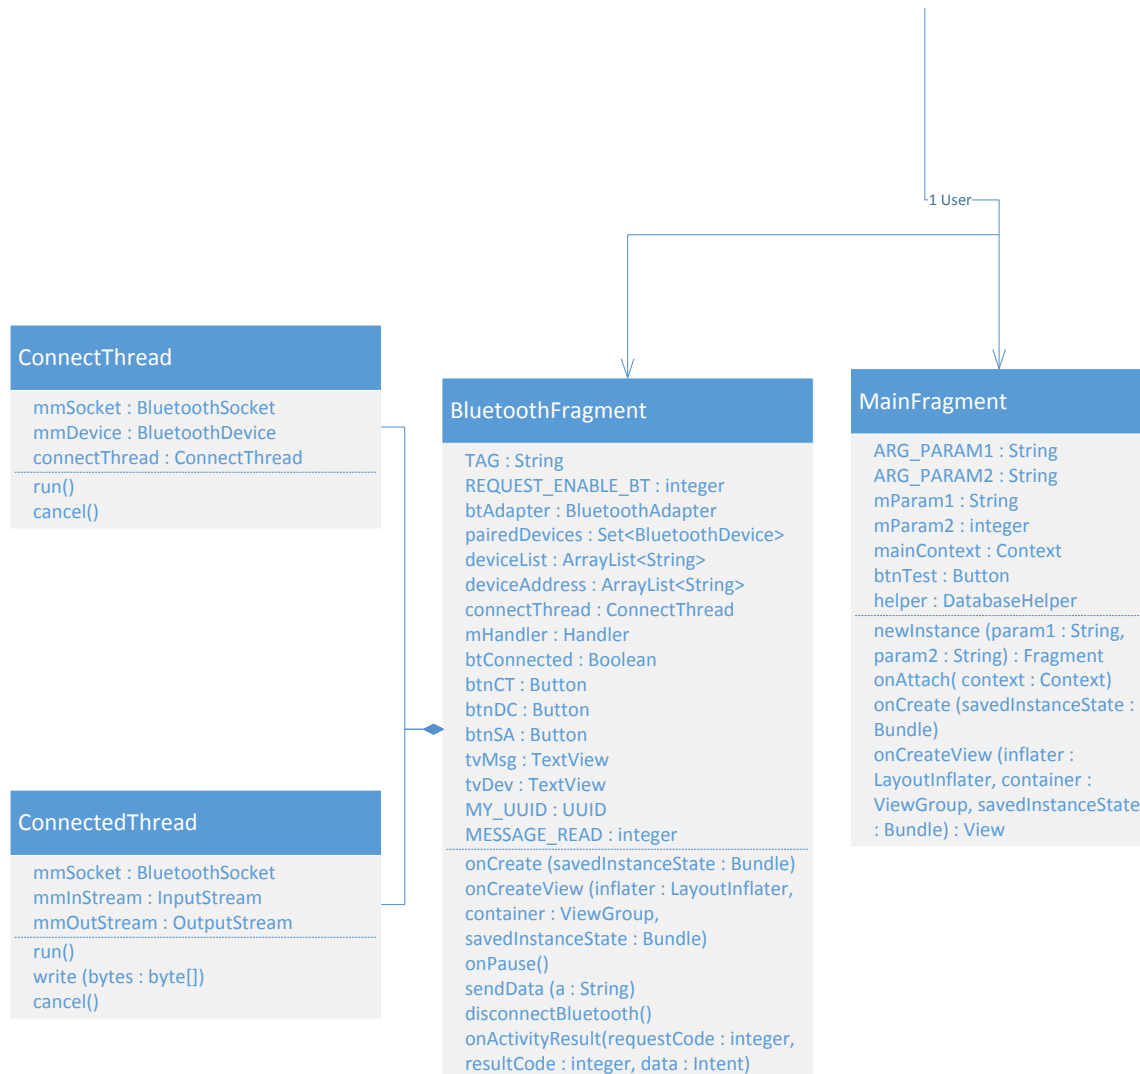 1 User
ConnectThread
mmSocket : BluetoothSocket
mmDevice : BluetoothDevice
connectThread : ConnectThread
run()
cancel()
ConnectedThread
mmSocket : BluetoothSocket
mmInStream : InputStream
mmOutStream : OutputStream
run()
write (bytes : byte[])
cancel()
BluetoothFragment
TAG : String
REQUEST_ENABLE_BT : integer
btAdapter : BluetoothAdapter
pairedDevices : Set<BluetoothDevice>
deviceList : ArrayList<String>
deviceAddress : ArrayList<String>
connectThread : ConnectThread
mHandler : Handler
btConnected : Boolean
btnCT : Button
btnDC : Button
btnSA : Button
tvMsg : TextView
tvDev : TextView
MY_UUID : UUID
MESSAGE_READ : integer
onCreate (savedInstanceState : Bundle)
onCreateView (inflater : LayoutInflater,
container : ViewGroup,
savedInstanceState : Bundle)
onPause()
sendData (a : String)
disconnectBluetooth()
onActivityResult(requestCode : integer,
resultCode : integer, data : Intent)
MainFragment
ARG_PARAM1 : String
ARG_PARAM2 : String
mParam1 : String
mParam2 : integer
mainContext : Context
btnTest : Button
helper : DatabaseHelper
newInstance (param1 : String,
param2 : String) : Fragment
onAttach( context : Context)
onCreate (savedInstanceState :
Bundle)
onCreateView (inflater :
LayoutInflater, container :
ViewGroup, savedInstanceState
: Bundle) : View